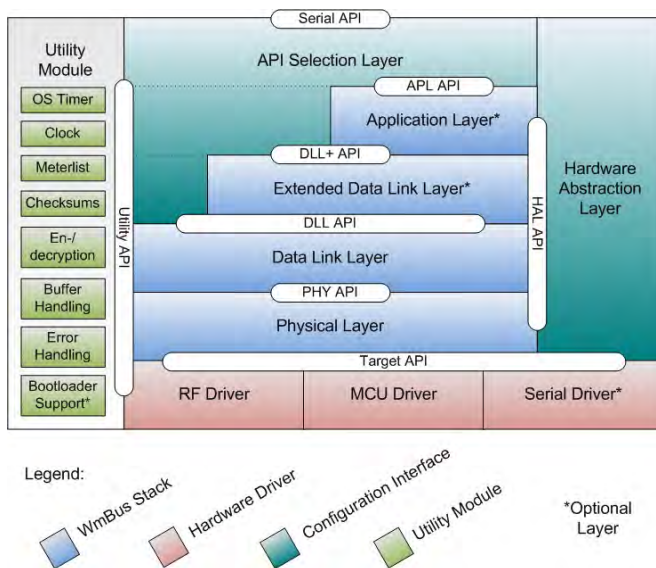 Serial API
Utility
Module
API Selection Layer
APL API
OS Timer
Application Layer*
Clock
DLL+ API
Meterlist
Extended Data Link Layer*
Hardware
Abstraction
Layer
Checksums
Utility API
HAL API
DLL API
En-/
decryption
Data Link Layer
Buffer
Handling
PHY API
Physical Layer
Error
Handling
Target API
Bootloader
Support*
RF Driver
MCU Driver
Serial Driver*
Legend:
WmBus Stack
Hardware Driver
Configuration Interface
Utility Module
*Optional
Layer